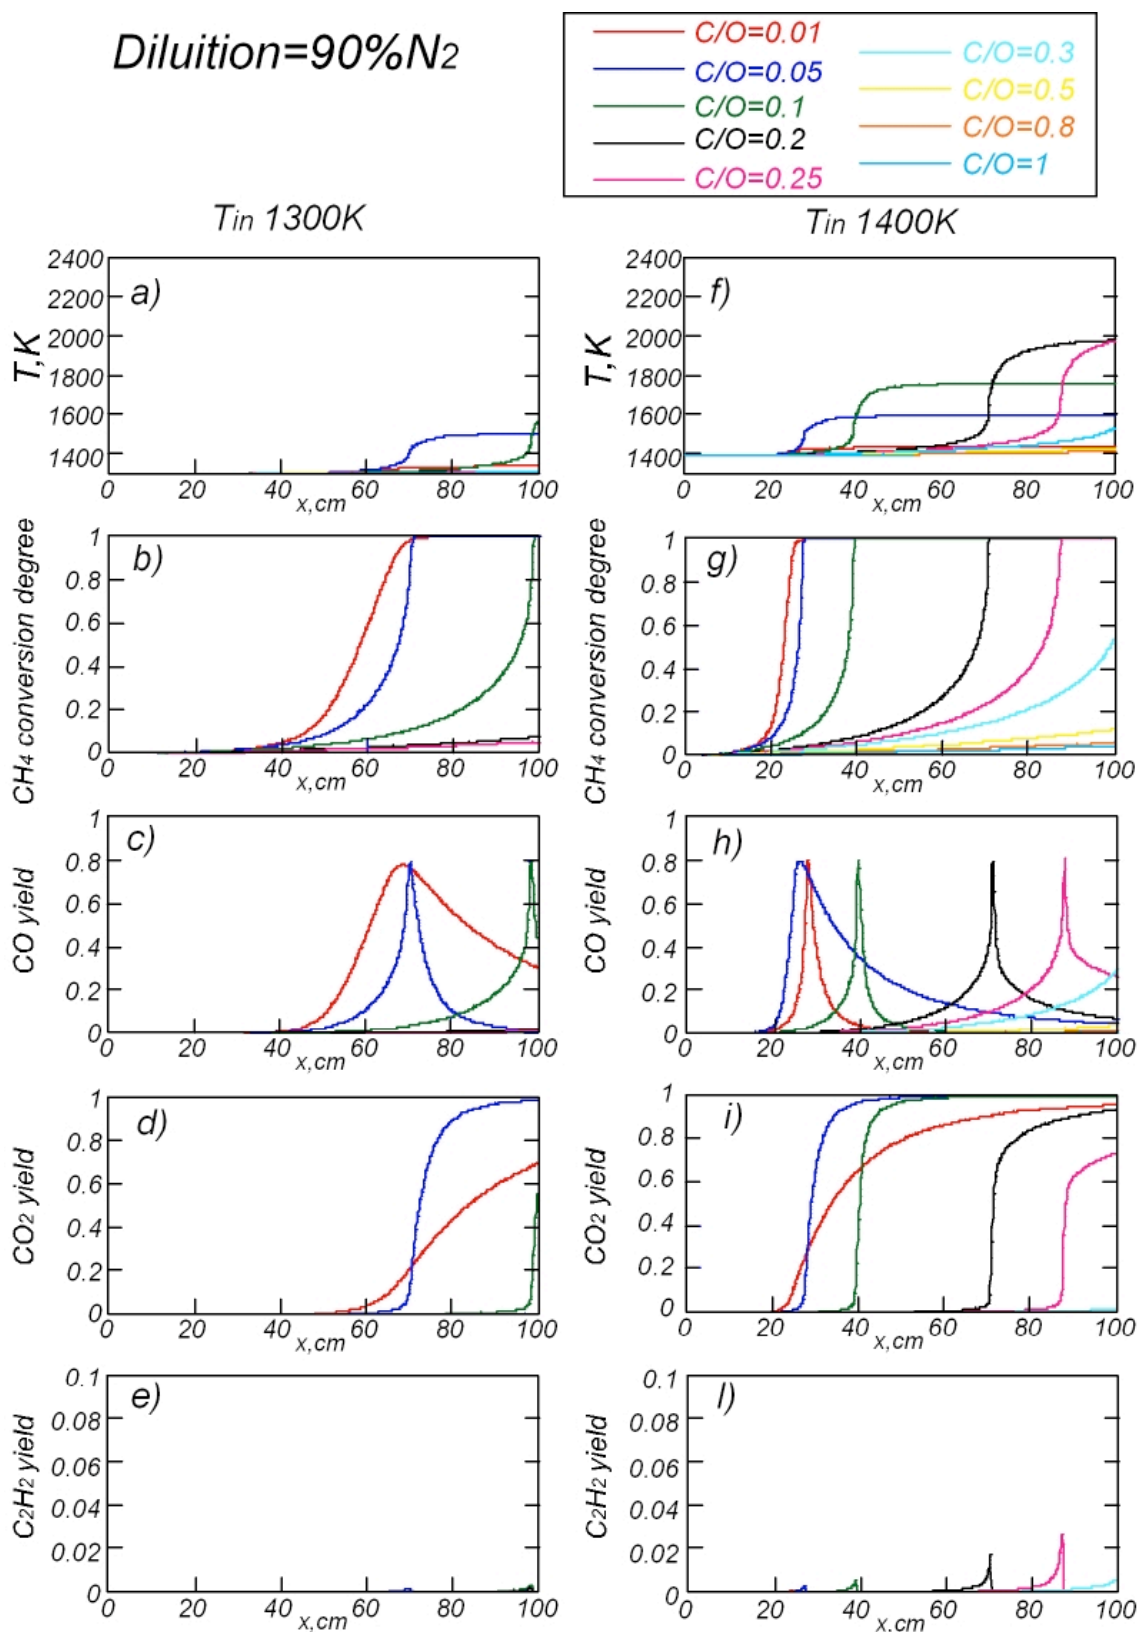 Diluition=90%N2
C/O=0.01
C/O=0.05
C/O=0.1
C/O=0.2
C/O=0.25
C/O=0.3
C/O=0.5
C/O=0.8
C/O=1
Tin 1300K
Tin 1400K
a)
T,K
2400
2200
2000
1800
1600
1400
0 20 40 60 80 100
x,cm
f)
T,K
2400
2200
2000
1800
1600
1400
0 20 40 60 80 100
x,cm
b)
CH4 conversion degree
1
0.8
0.6
0.4
0.2
0
0 20 40 60 80 100
x,cm
g)
CH4 conversion degree
1
0.8
0.6
0.4
0.2
0
0 20 40 60 80 100
x,cm
c)
CO yield
1
0.8
0.6
0.4
0.2
0
0 20 40 60 80 100
x,cm
h)
CO yield
1
0.8
0.6
0.4
0.2
0
0 20 40 60 80 100
x,cm
d)
CO2 yield
1
0.8
0.6
0.4
0.2
0
0 20 40 60 80 100
x,cm
i)
CO2 yield
1
0.8
0.6
0.4
0.2
0
0 20 40 60 80 100
x,cm
e)
C2H2 yield
0.1
0.08
0.06
0.04
0.02
0
0 20 40 60 80 100
x,cm
l)
C2H2 yield
0.1
0.08
0.06
0.04
0.02
0
0 20 40 60 80 100
x,cm